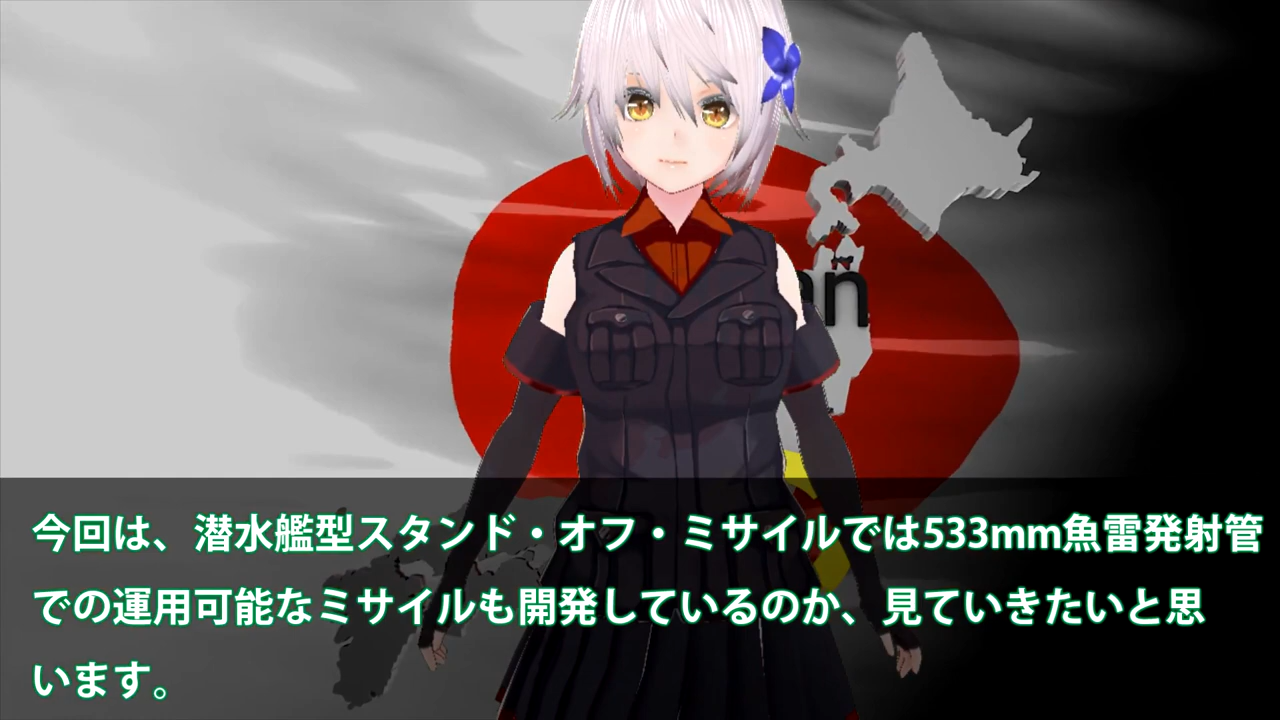 an
今回は、潜水艦型スタンド・オフ・ミサイルでは533mm魚雷発射管
での運用可能なミサイルも開発しているのか、見ていきたいと思
います。